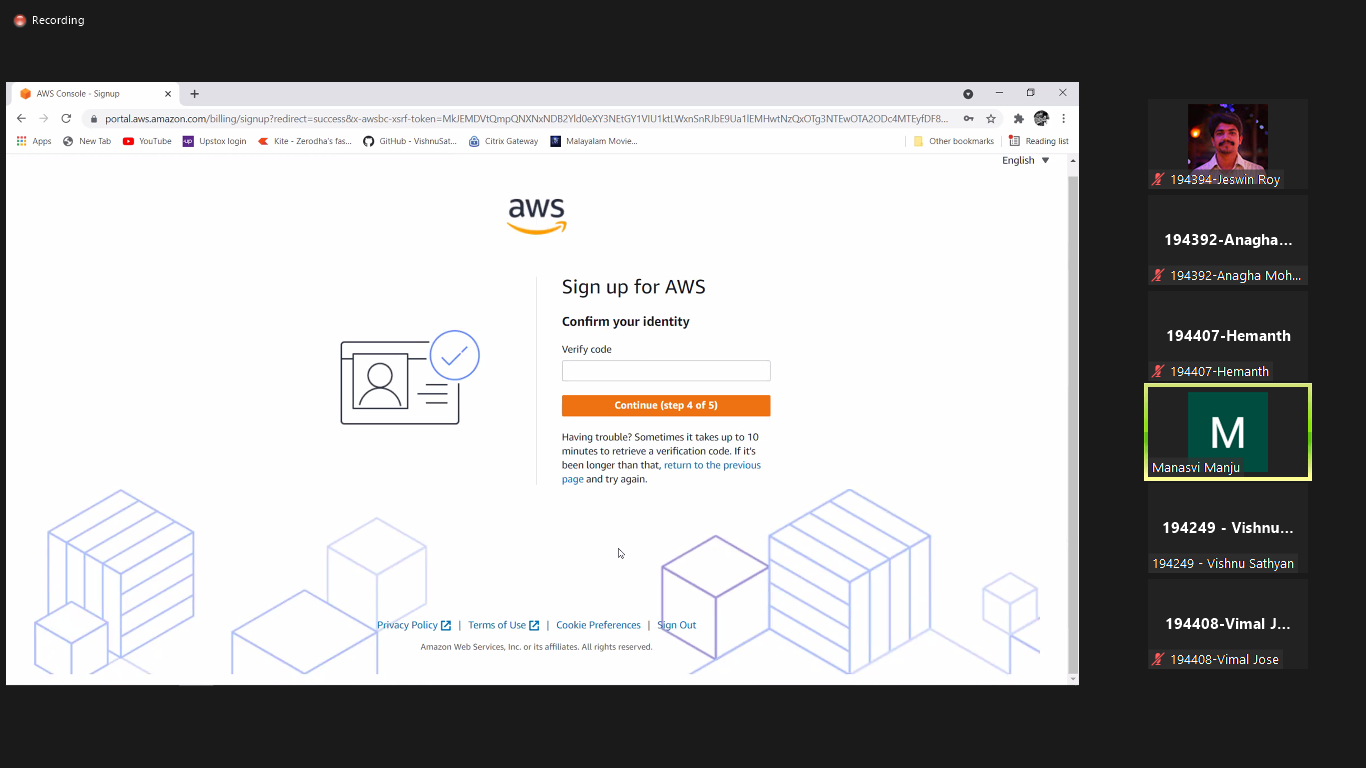 Recording
AWS Console - Signup
portal.aws.amazon.com/billing/signup?redirect=success&x-awsbc-xsrf-token=
Apps New Tab YouTube up Upstox login Kite - Zerodha's fas... GitHub - VishnuSat... Citrix Gateway Malayalam Movie... Other bookmarks Reading list
English
aws
Sign up for AWS
Confirm your identity
Verify code
Continue (step 4 of 5)
Having trouble? Sometimes it takes up to 10
minutes to retrieve a verification code. If it's
been longer than that, return to the previous
page and try again.
Privacy Policy | Terms of Use | Cookie Preferences | Sign Out
Amazon Web Services, Inc. or its affiliates. All rights reserved.
194394-Jeswin Roy
194392-Anagha...
194392-Anagha Moh...
194407-Hemanth
194407-Hemanth
M
Manasvi Manju
194249 - Vishnu...
194249 - Vishnu Sathyan
194408-Vimal J...
194408-Vimal Jose